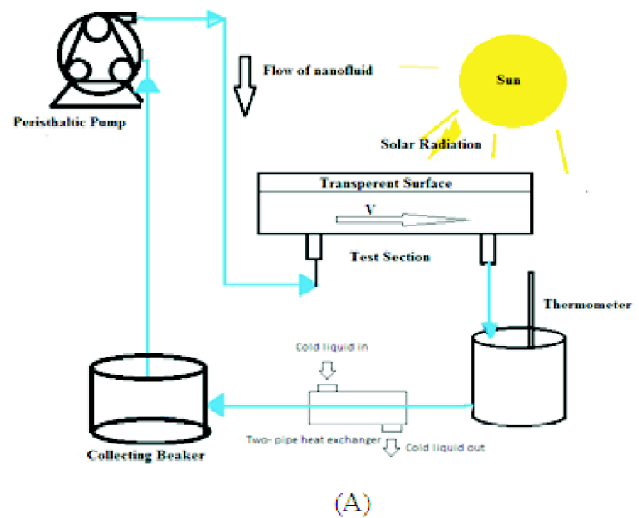 Flow of nanofluid
Sun
Peristhaltic Pump
Solar Radiation
Transperent Surface
V
Test Section
Thermometer
Cold liquid in
Two- pipe heat exchanger
Cold liquid out
Collecting Beaker
(A)